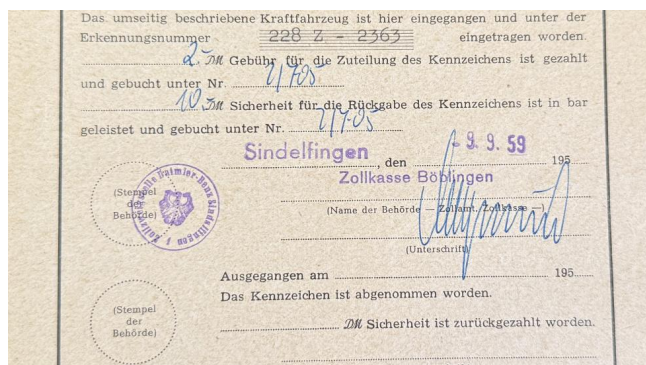 Das umseitig beschriebene Kraftfahrzeug ist hier eingegangen und unter der
Erkennungsnummer 228 Z - 2363 eingetragen worden.
2.- DM Gebühr für die Zuteilung des Kennzeichens ist gezahlt
und gebucht unter Nr.
10.- DM Sicherheit für die Rückgabe des Kennzeichens ist in bar
geleistet und gebucht unter Nr.
Sindelfingen, den - 9. 9. 59 195
Zollkasse Böblingen
(Stempel
der
Behörde)
Daimler-Benz Sindelfingen
(Name der Behörde — Zollamt, Zollkasse —)
(Unterschrift)
Ausgegangen am 195
Das Kennzeichen ist abgenommen worden.
(Stempel
der
Behörde)
DM Sicherheit ist zurückgezahlt worden.